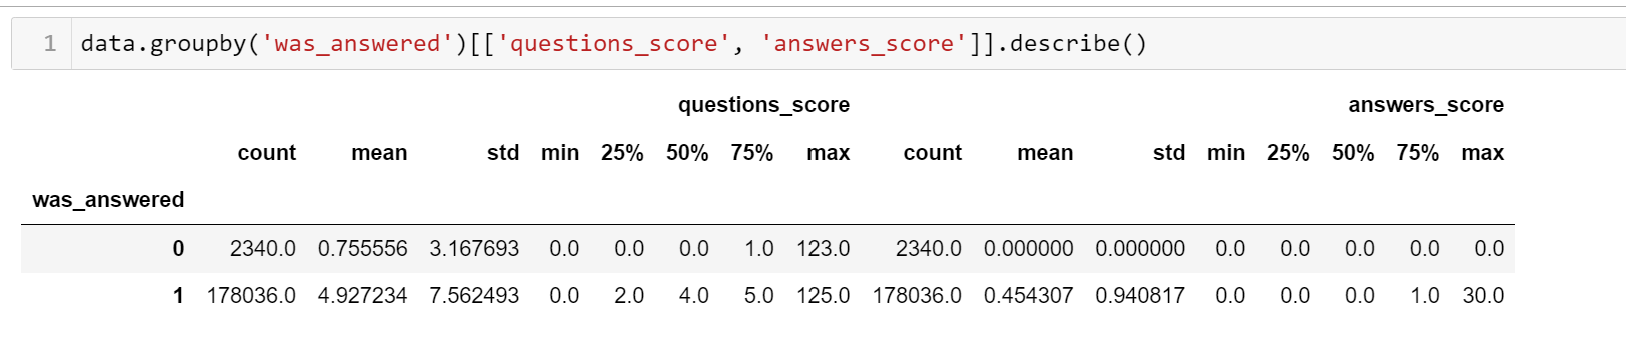 1 data.groupby('was_answered')[['questions_score', 'answers_score']].describe()
questions_score answers_score
count mean std min 25% 50% 75% max count mean std min 25% 50% 75% max
was_answered
0 2340.0 0.755556 3.167693 0.0 0.0 0.0 1.0 123.0 2340.0 0.000000 0.000000 0.0 0.0 0.0 0.0 0.0
1 178036.0 4.927234 7.562493 0.0 2.0 4.0 5.0 125.0 178036.0 0.454307 0.940817 0.0 0.0 0.0 1.0 30.0